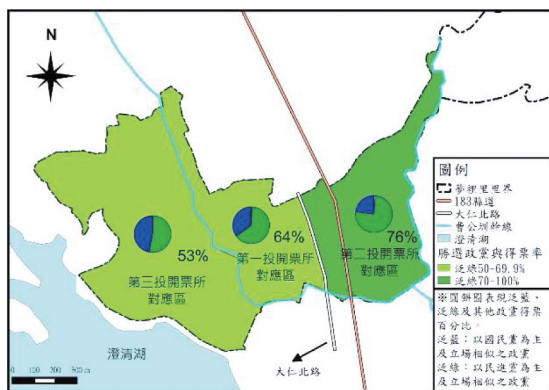 N
53%
第三投開票所
對應區
64%
第一投開票所
對應區
76%
第二投開票所
對應區
澄清湖
大仁北路
0 100 200 300 m
圖例
夢裡里里界
183縣道
大仁北路
曹公圳幹線
澄清湖
勝選政黨與得票率
泛綠50-69.9%
泛綠70-100%
※圓餅圖表現泛藍、
泛綠及其他政黨得票
百分比。
泛藍：以國民黨為主
及立場相似之政黨
泛綠：以民進黨為主
及立場相似之政黨